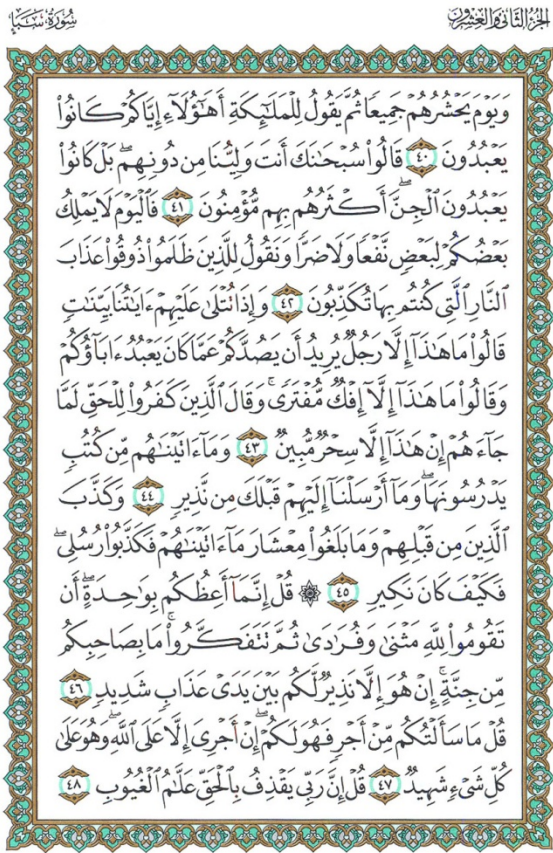 الجزء الثاني والعشرون
سورة سبإ
وَيَوْمَ يَحْشُرُهُمْ جَمِيعًا ثُمَّ يَقُولُ لِلْمَلَٰٓئِكَةِ أَهَٰٓؤُلَآءِ إِيَّاكُمْ كَانُوا۟
يَعْبُدُونَ ٤٠ قَالُوا۟ سُبْحَٰنَكَ أَنتَ وَلِيُّنَا مِن دُونِهِم ۖ بَلْ كَانُوا۟
يَعْبُدُونَ ٱلْجِنَّ ۖ أَكْثَرُهُم بِهِم مُّؤْمِنُونَ ٤١ فَٱلْيَوْمَ لَا يَمْلِكُ
بَعْضُكُمْ لِبَعْضٍ نَّفْعًا وَلَا ضَرًّا وَنَقُولُ لِلَّذِينَ ظَلَمُوا۟ ذُوقُوا۟ عَذَابَ
ٱلنَّارِ ٱلَّتِى كُنتُم بِهَا تُكَذِّبُونَ ٤٢ وَإِذَا تُتْلَىٰ عَلَيْهِمْ ءَايَٰتُنَا بَيِّنَٰتٍ
قَالُوا۟ مَا هَٰذَآ إِلَّا رَجُلٌ يُرِيدُ أَن يَصُدَّكُمْ عَمَّا كَانَ يَعْبُدُ ءَابَآؤُكُمْ
وَقَالُوا۟ مَا هَٰذَآ إِلَّآ إِفْكٌ مُّفْتَرًى ۚ وَقَالَ ٱلَّذِينَ كَفَرُوا۟ لِلْحَقِّ لَمَّا
جَآءَهُمْ إِنْ هَٰذَآ إِلَّا سِحْرٌ مُّبِينٌ ٤٣ وَمَآ ءَاتَيْنَٰهُم مِّن كُتُبٍ
يَدْرُسُونَهَا ۖ وَمَآ أَرْسَلْنَآ إِلَيْهِمْ قَبْلَكَ مِن نَّذِيرٍ ٤٤ وَكَذَّبَ
ٱلَّذِينَ مِن قَبْلِهِمْ وَمَا بَلَغُوا۟ مِعْشَارَ مَآ ءَاتَيْنَٰهُمْ فَكَذَّبُوا۟ رُسُلِى ۖ
فَكَيْفَ كَانَ نَكِيرِ ٤٥ ۞ قُلْ إِنَّمَآ أَعِظُكُم بِوَٰحِدَةٍ ۖ أَن
تَقُومُوا۟ لِلَّهِ مَثْنَىٰ وَفُرَٰدَىٰ ثُمَّ تَتَفَكَّرُوا۟ ۚ مَا بِصَاحِبِكُم
مِّن جِنَّةٍ ۚ إِنْ هُوَ إِلَّا نَذِيرٌ لَّكُم بَيْنَ يَدَىْ عَذَابٍ شَدِيدٍ ٤٦
قُلْ مَا سَأَلْتُكُم مِّنْ أَجْرٍ فَهُوَ لَكُمْ ۖ إِنْ أَجْرِىَ إِلَّا عَلَى ٱللَّهِ ۖ وَهُوَ عَلَىٰ
كُلِّ شَىْءٍ شَهِيدٌ ٤٧ قُلْ إِنَّ رَبِّى يَقْذِفُ بِٱلْحَقِّ عَلَّٰمُ ٱلْغُيُوبِ ٤٨